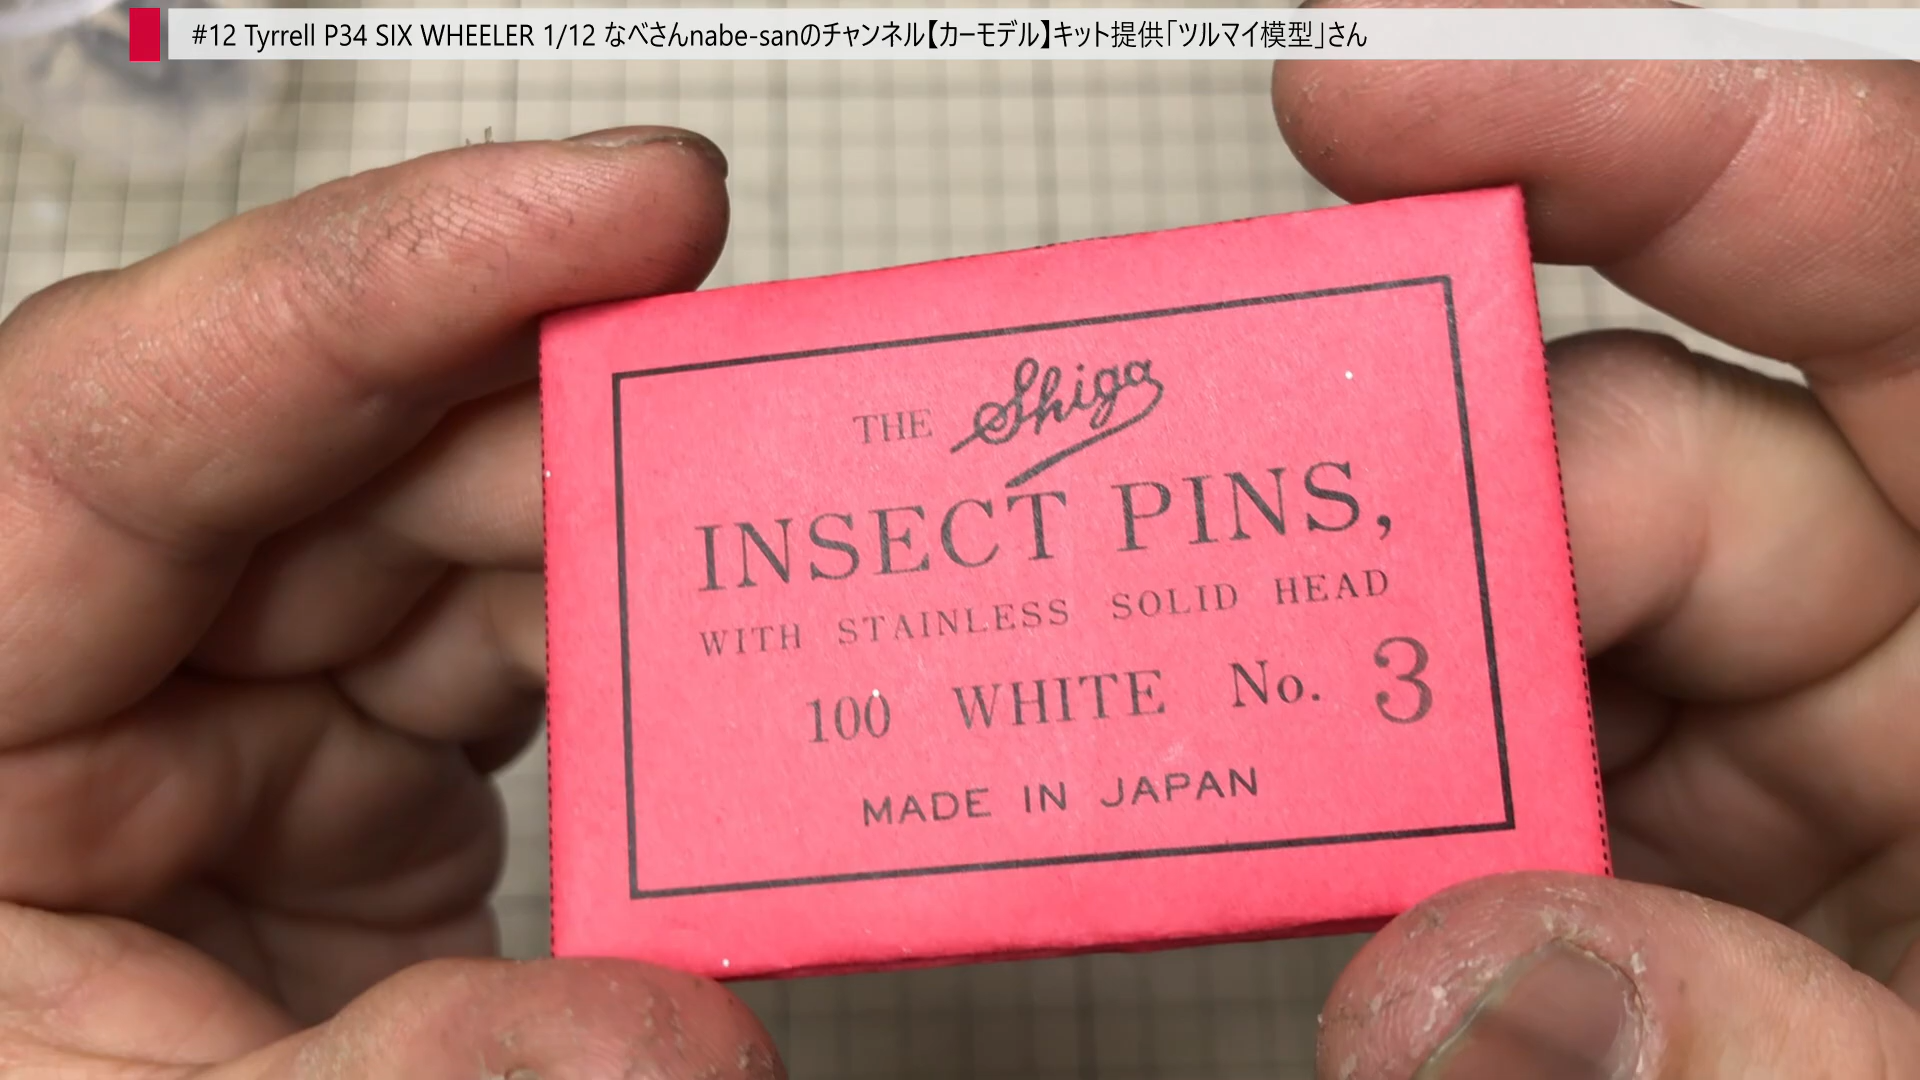 #12 Tyrrell P34 SIX WHEELER 1/12 なべさんnabe-sanのチャンネル【カーモデル】キット提供「ツルマイ模型」さん
THE Shiga
INSECT PINS,
WITH STAINLESS SOLID HEAD
100 WHITE No. 3
MADE IN JAPAN